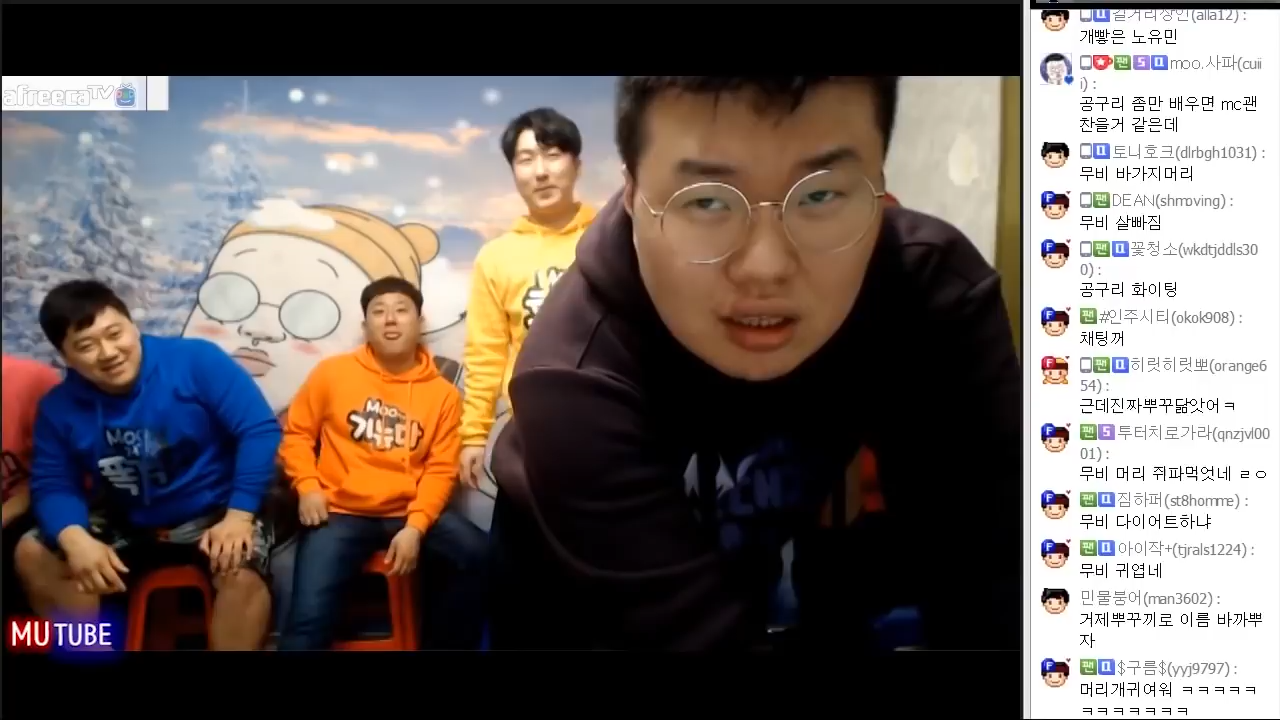 afreecaTV
Moo
기뉴다
MUTUBE
걸거리장인(alla12) :
개빻은 노유민
moo.사파(cuii
i) :
공구리 좀만 배우면 mc괜
찬을거 같은데
토니호크(dlrbgh1031) :
무비 바가지머리
DEAN(shmoving) :
무비 살빠짐
꽃청소(wkdtjddls30
0) :
공구리 화이팅
#인주시티(okok908) :
채팅꺼
히릿히릿뽀(orange6
54) :
근데진짜뿌꾸닮앗어ㅋ
투터치로가라(qnzjvl00
01) :
무비 머리 쥐파먹엇네 ㄹㅇ
짐하퍼(st8homme) :
무비 다이어트하냐
아이작+(tjrals1224) :
무비 귀엽네
민물붕어(man3602) :
거제뿌꾸끼로 이름 바까뿌
자
$구름$(yyj9797) :
머리개귀여워 ㅋㅋㅋㅋㅋ
ㅋㅋㅋㅋㅋㅋㅋ